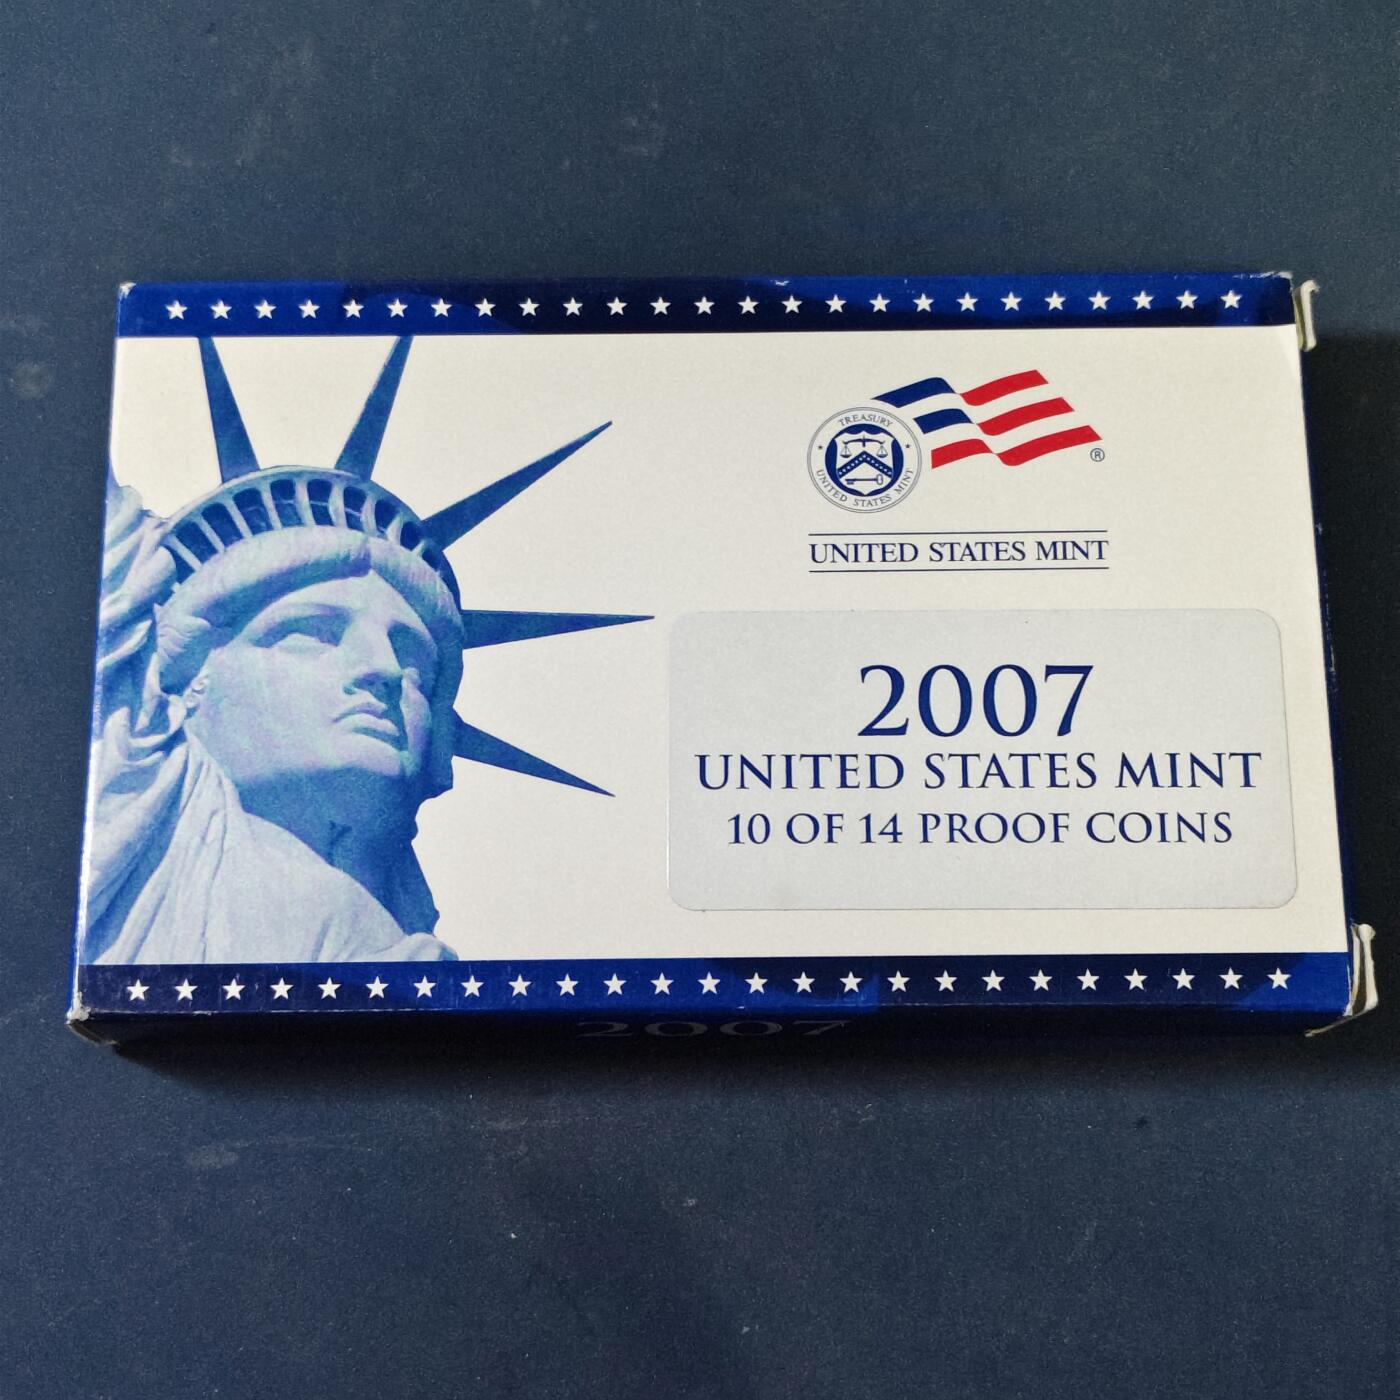 TREASURY
UNITED STATES MINT
®
UNITED STATES MINT
2007
UNITED STATES MINT
10 OF 14 PROOF COINS
2007